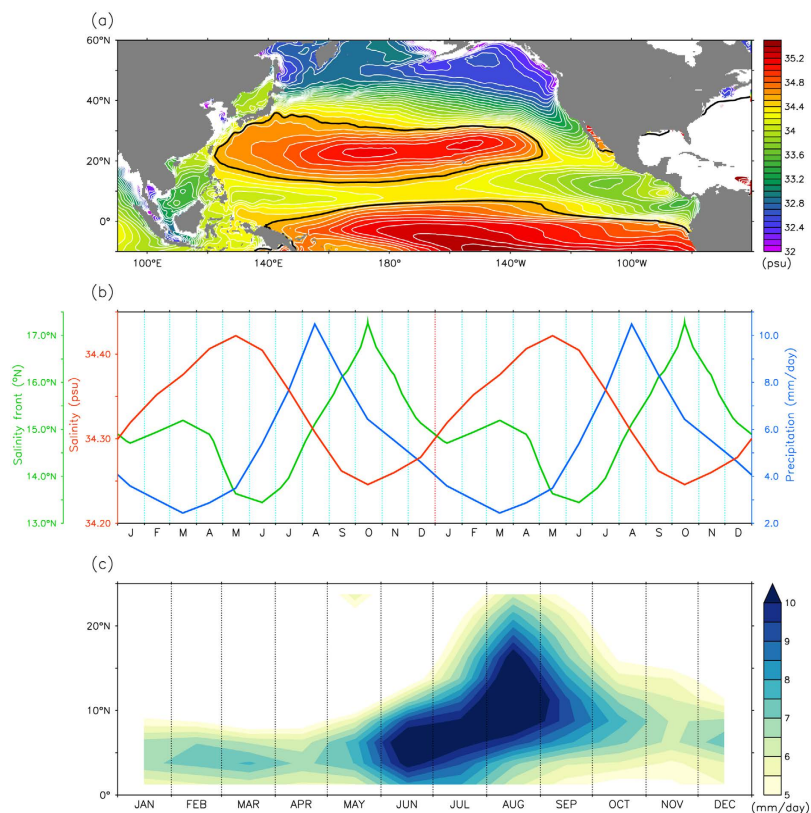 (a)
60°N
40°N
20°N
0°
100°E 140°E 180°W 140°W 100°W
35.2
34.8
34.4
34
33.6
33.2
32.8
32.4
32
(psu)
(b)
Salinity front (°N)
17.0°N
16.0°N
15.0°N
14.0°N
13.0°N
Salinity (psu)
34.40
34.30
34.20
Precipitation (mm/day)
10.0
8.0
6.0
4.0
2.0
J F M A M J J A S O N D J F M A M J J A S O N D
(c)
20°N
10°N
0°
JAN FEB MAR APR MAY JUN JUL AUG SEP OCT NOV DEC
10
9
8
7
6
5
(mm/day)